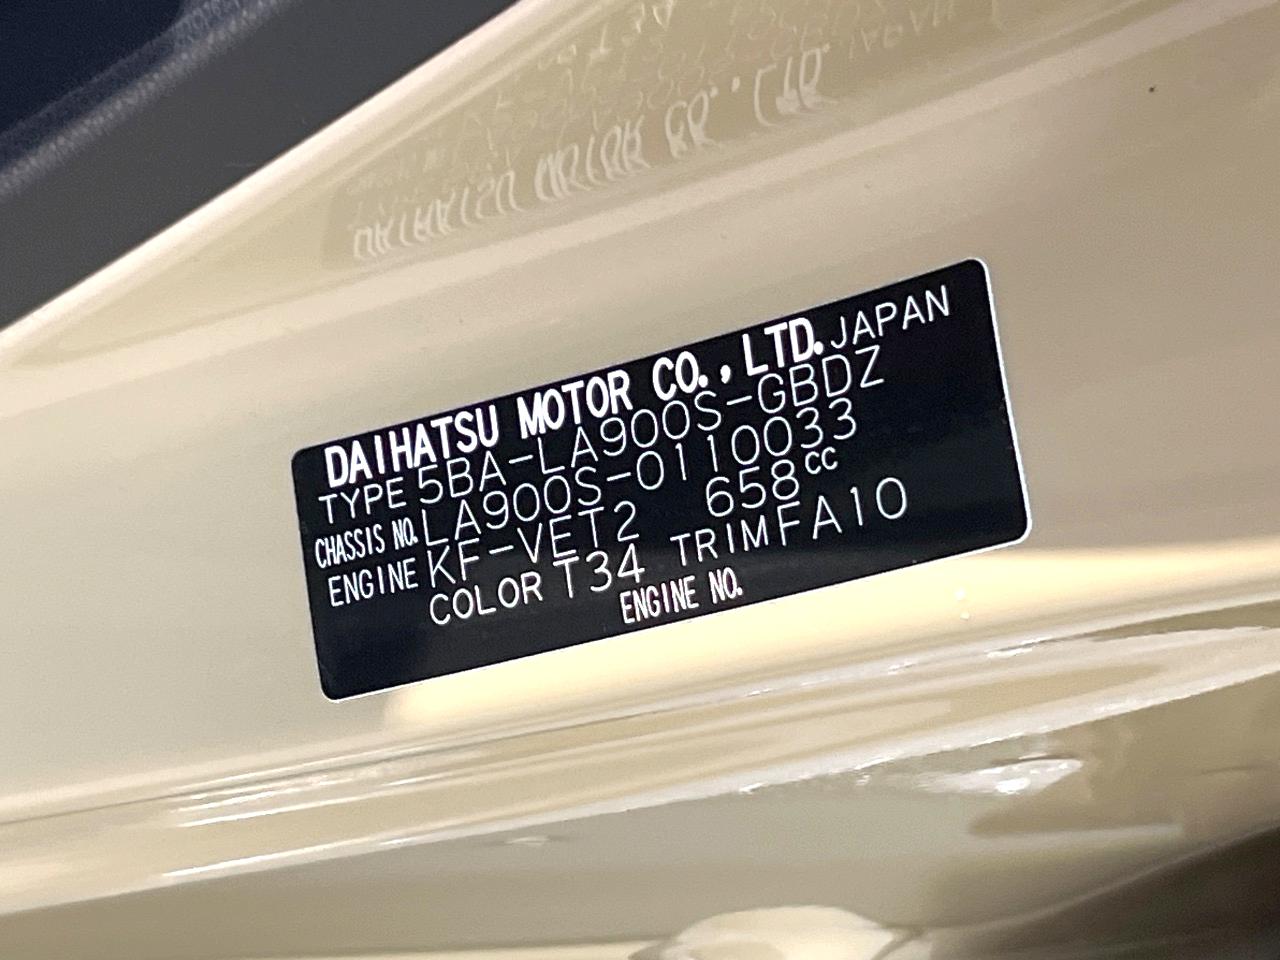 DAIHATSU MOTOR CO., LTD. JAPAN
TYPE 5BA-LA900S-GBDZ
CHASSIS NO. LA900S-0110033
ENGINE KF-VET2 658cc
COLOR T34 TRIM FA10
ENGINE NO.